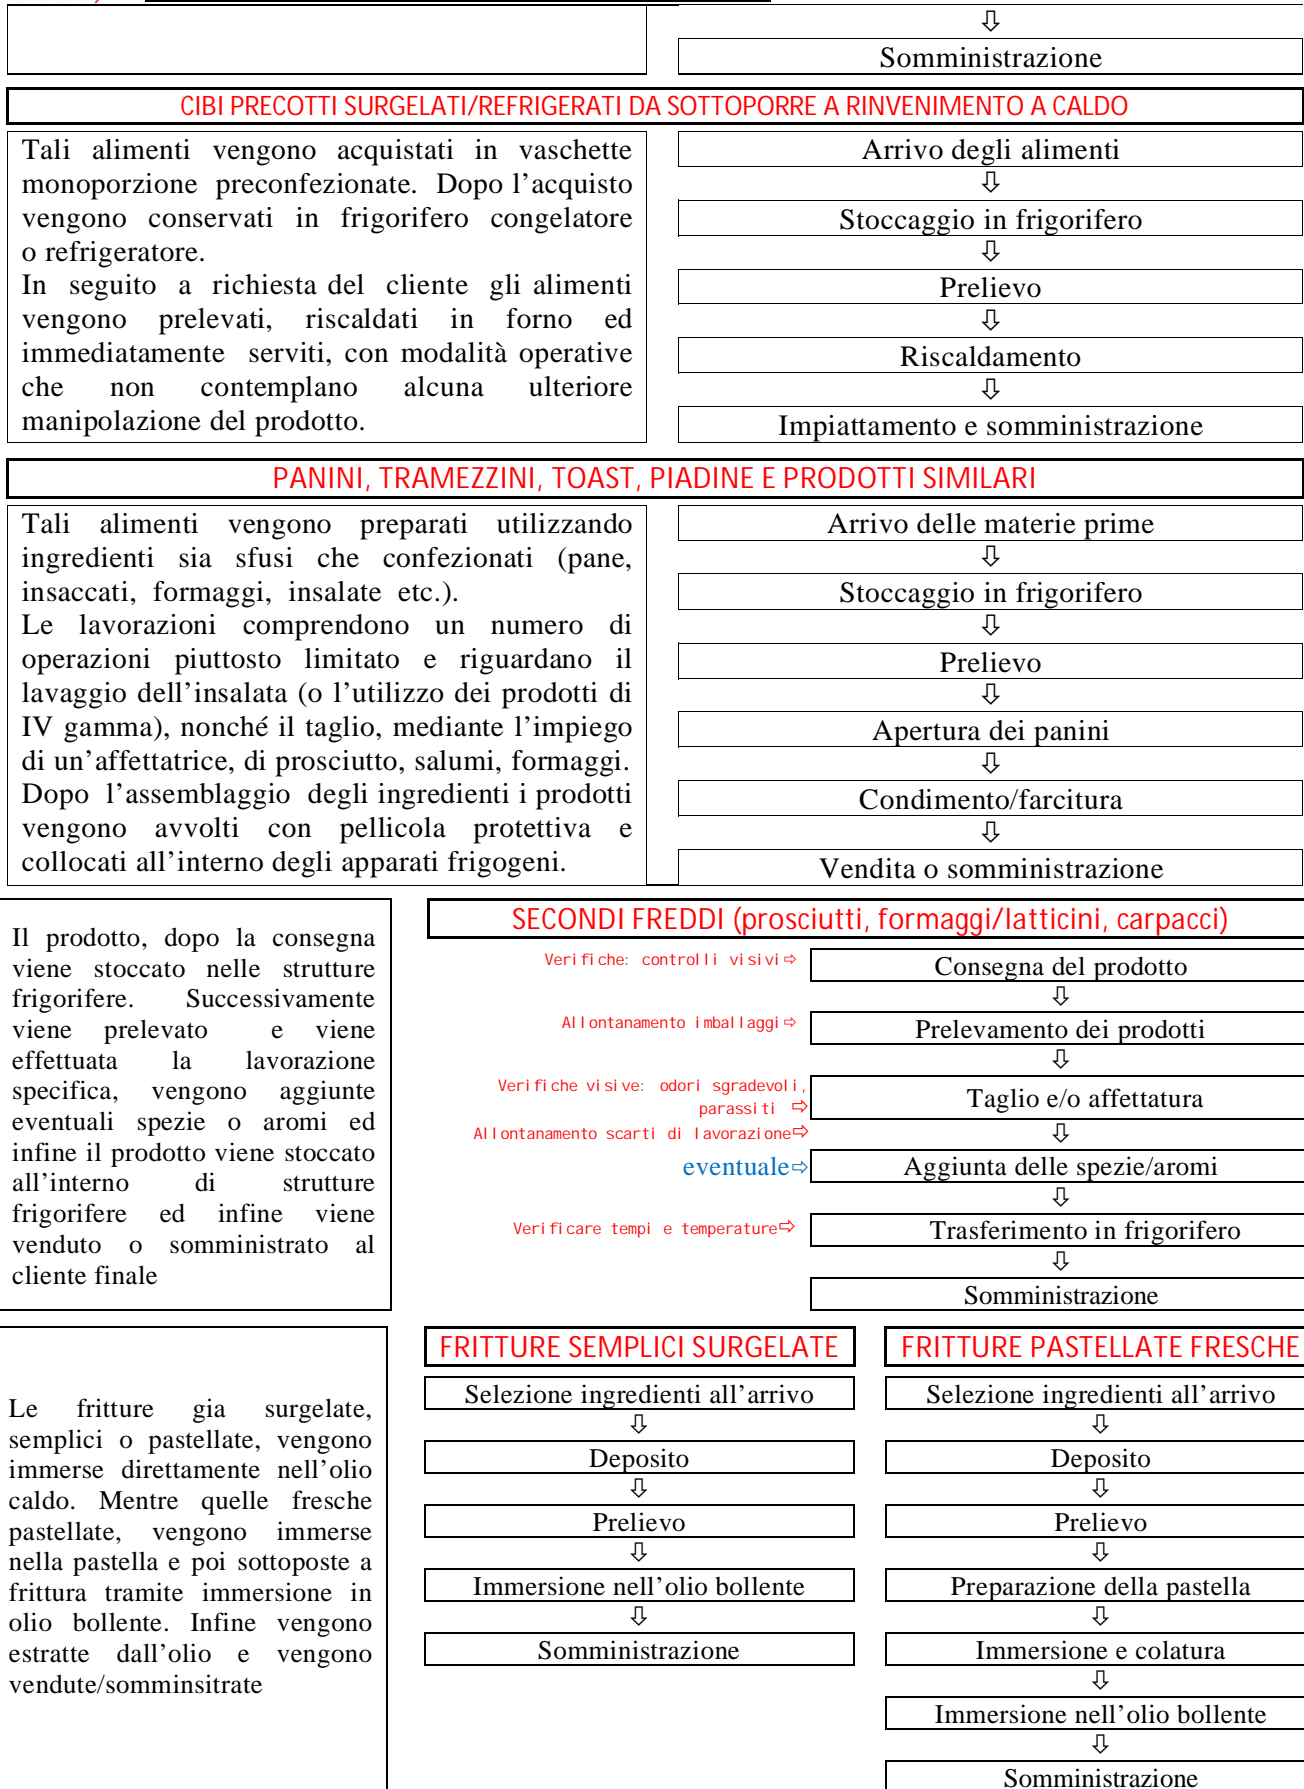 ⇩
Somministrazione
CIBI PRECOTTI SURGELATI/REFRIGERATI DA SOTTOPORRE A RINVENIMENTO A CALDO
Tali alimenti vengono acquistati in vaschette
monoporzione preconfezionate. Dopo l’acquisto
vengono conservati in frigorifero congelatore
o refrigeratore.
In seguito a richiesta del cliente gli alimenti
vengono prelevati, riscaldati in forno ed
immediatamente serviti, con modalità operative
che non contemplano alcuna ulteriore
manipolazione del prodotto.
Arrivo degli alimenti
⇩
Stoccaggio in frigorifero
⇩
Prelievo
⇩
Riscaldamento
⇩
Impiattamento e somministrazione
PANINI, TRAMEZZINI, TOAST, PIADINE E PRODOTTI SIMILARI
Tali alimenti vengono preparati utilizzando
ingredienti sia sfusi che confezionati (pane,
insaccati, formaggi, insalate etc.).
Le lavorazioni comprendono un numero di
operazioni piuttosto limitato e riguardano il
lavaggio dell’insalata (o l’utilizzo dei prodotti di
IV gamma), nonché il taglio, mediante l’impiego
di un’affettatrice, di prosciutto, salumi, formaggi.
Dopo l’assemblaggio degli ingredienti i prodotti
vengono avvolti con pellicola protettiva e
collocati all’interno degli apparati frigogeni.
Arrivo delle materie prime
⇩
Stoccaggio in frigorifero
⇩
Prelievo
⇩
Apertura dei panini
⇩
Condimento/farcitura
⇩
Vendita o somministrazione
Il prodotto, dopo la consegna
viene stoccato nelle strutture
frigorifere. Successivamente
viene prelevato e viene
effettuata la lavorazione
specifica, vengono aggiunte
eventuali spezie o aromi ed
infine il prodotto viene stoccato
all’interno di strutture
frigorifere ed infine viene
venduto o somministrato al
cliente finale
SECONDI FREDDI (prosciutti, formaggi/latticini, carpacci)
Verifiche: controlli visivi⇨ Consegna del prodotto
⇩
Allontanamento imballaggi⇨ Prelevamento dei prodotti
⇩
Verifiche visive: odori sgradevoli,
parassiti ⇨ Taglio e/o affettatura
Allontanamento scarti di lavorazione⇨ ⇩
eventuale⇨ Aggiunta delle spezie/aromi
⇩
Verificare tempi e temperature⇨ Trasferimento in frigorifero
⇩
Somministrazione
Le fritture gia surgelate,
semplici o pastellate, vengono
immerse direttamente nell’olio
caldo. Mentre quelle fresche
pastellate, vengono immerse
nella pastella e poi sottoposte a
frittura tramite immersione in
olio bollente. Infine vengono
estratte dall’olio e vengono
vendute/somminsitrate
FRITTURE SEMPLICI SURGELATE
Selezione ingredienti all’arrivo
⇩
Deposito
⇩
Prelievo
⇩
Immersione nell’olio bollente
⇩
Somministrazione
FRITTURE PASTELLATE FRESCHE
Selezione ingredienti all’arrivo
⇩
Deposito
⇩
Prelievo
⇩
Preparazione della pastella
⇩
Immersione e colatura
⇩
Immersione nell’olio bollente
⇩
Somministrazione